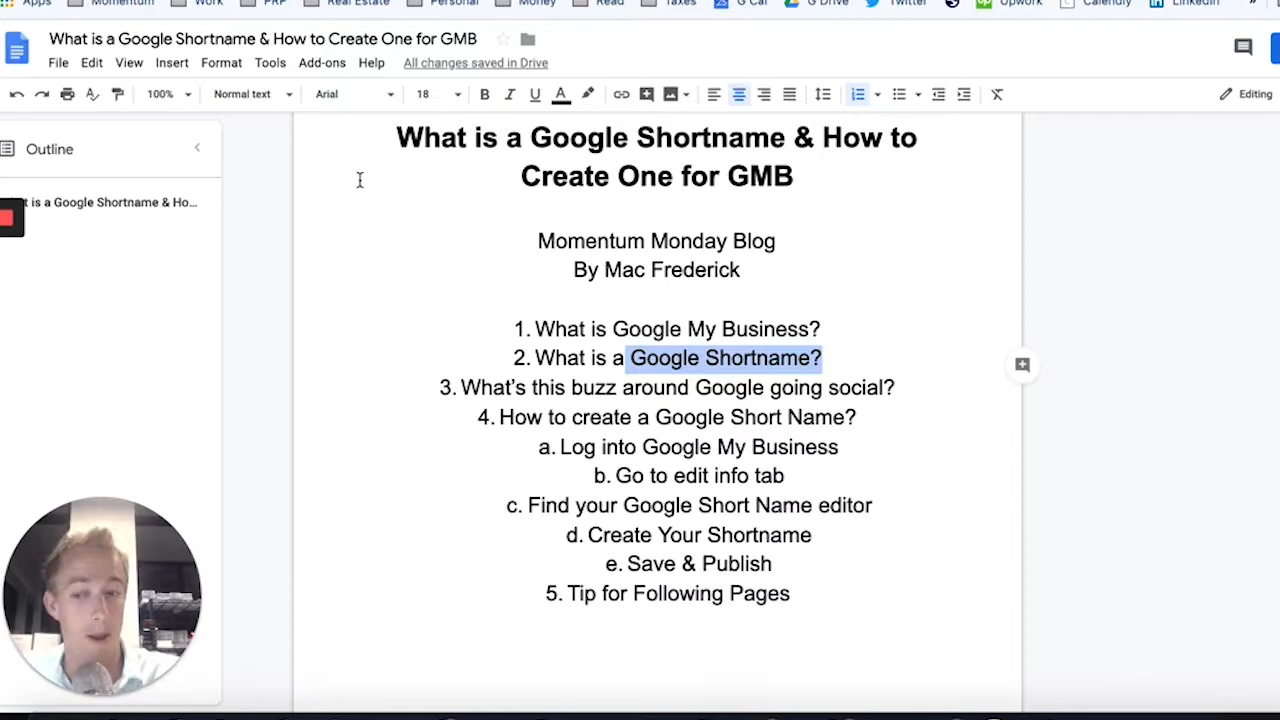 Apps Momentum Work PRP Real Estate Personal Money Read Taxes G Cal G Drive Twitter Upwork Calendly LinkedIn »
What is a Google Shortname & How to Create One for GMB
File Edit View Insert Format Tools Add-ons Help All changes saved in Drive
100% Normal text Arial 18 B I U A Editing
Outline
t is a Google Shortname & Ho...
What is a Google Shortname & How to
Create One for GMB
Momentum Monday Blog
By Mac Frederick
1. What is Google My Business?
2. What is a Google Shortname?
3. What's this buzz around Google going social?
4. How to create a Google Short Name?
a. Log into Google My Business
b. Go to edit info tab
c. Find your Google Short Name editor
d. Create Your Shortname
e. Save & Publish
5. Tip for Following Pages